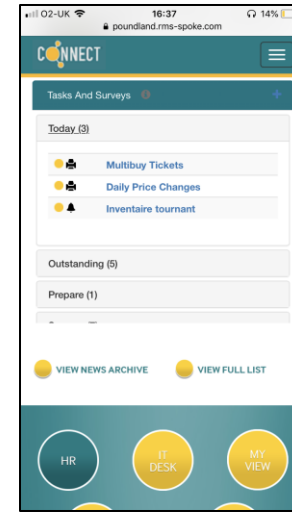 O2-UK 16:37 14%
poundland.rms-spoke.com
CONNECT
Tasks And Surveys
Today (3)
Multibuy Tickets
Daily Price Changes
Inventaire tournant
Outstanding (5)
Prepare (1)
VIEW NEWS ARCHIVE VIEW FULL LIST
HR IT DESK MY VIEW